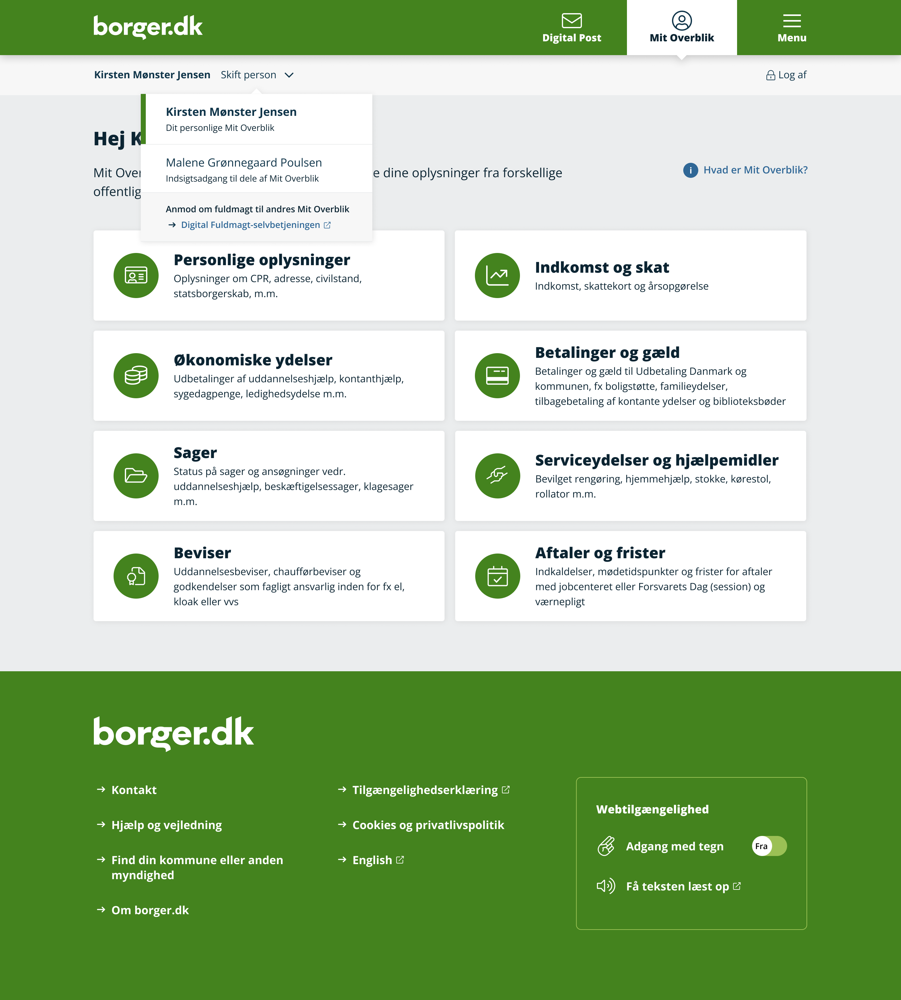 borger.dk
Digital Post
Mit Overblik
Menu
Kirsten Mønster Jensen Skift person
Log af
Kirsten Mønster Jensen
Dit personlige Mit Overblik
Malene Grønnegaard Poulsen
Indsigtsadgang til dele af Mit Overblik
Anmod om fuldmagt til andres Mit Overblik
Digital Fuldmagt-selvbetjeningen
Hej K
Mit Over
e dine oplysninger fra forskellige
offentlig
i Hvad er Mit Overblik?
Personlige oplysninger
Oplysninger om CPR, adresse, civilstand,
statsborgerskab, m.m.
Indkomst og skat
Indkomst, skattekort og årsopgørelse
Økonomiske ydelser
Udbetalinger af uddannelseshjælp, kontanthjælp,
sygedagpenge, ledighedsydelse m.m.
Betalinger og gæld
Betalinger og gæld til Udbetaling Danmark og
kommunen, fx boligstøtte, familieydelser,
tilbagebetaling af kontante ydelser og biblioteksbøder
Sager
Status på sager og ansøgninger vedr.
uddannelseshjælp, beskæftigelsessager, klagesager
m.m.
Serviceydelser og hjælpemidler
Bevilget rengøring, hjemmehjælp, stokke, kørestol,
rollator m.m.
Beviser
Uddannelsesbeviser, chaufførbeviser og
godkendelser som fagligt ansvarlig inden for fx el,
kloak eller vvs
Aftaler og frister
Indkaldelser, mødetidspunkter og frister for aftaler
med jobcenteret eller Forsvarets Dag (session) og
værnepligt
borger.dk
Kontakt
Hjælp og vejledning
Find din kommune eller anden
myndighed
Om borger.dk
Tilgængelighedserklæring
Cookies og privatlivspolitik
English
Webtilgængelighed
Adgang med tegn
Fra
Få teksten læst op